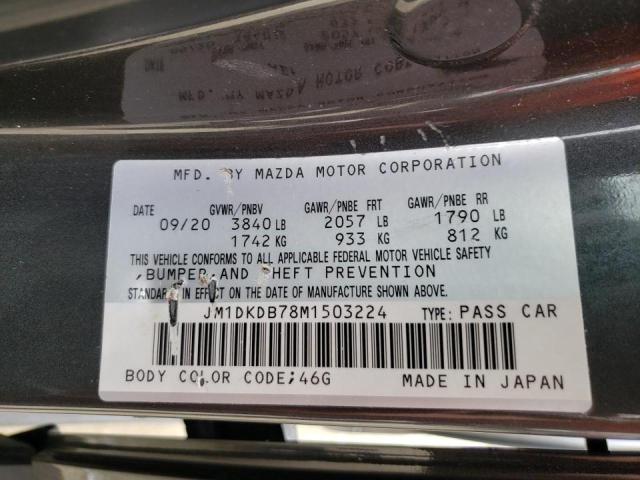 MFD. BY MAZDA MOTOR CORPORATION
DATE GVWR/PNBV GAWR/PNBE FRT GAWR/PNBE RR
09/20 3840 LB 2057 LB 1790 LB
1742 KG 933 KG 812 KG
THIS VEHICLE CONFORMS TO ALL APPLICABLE FEDERAL MOTOR VEHICLE SAFETY
,BUMPER,AND THEFT PREVENTION
STANDARDS IN EFFECT ON THE DATE OF MANUFACTURE SHOWN ABOVE.
JM1DKDB78M1503224 TYPE: PASS CAR
BODY COLOR CODE;46G MADE IN JAPAN